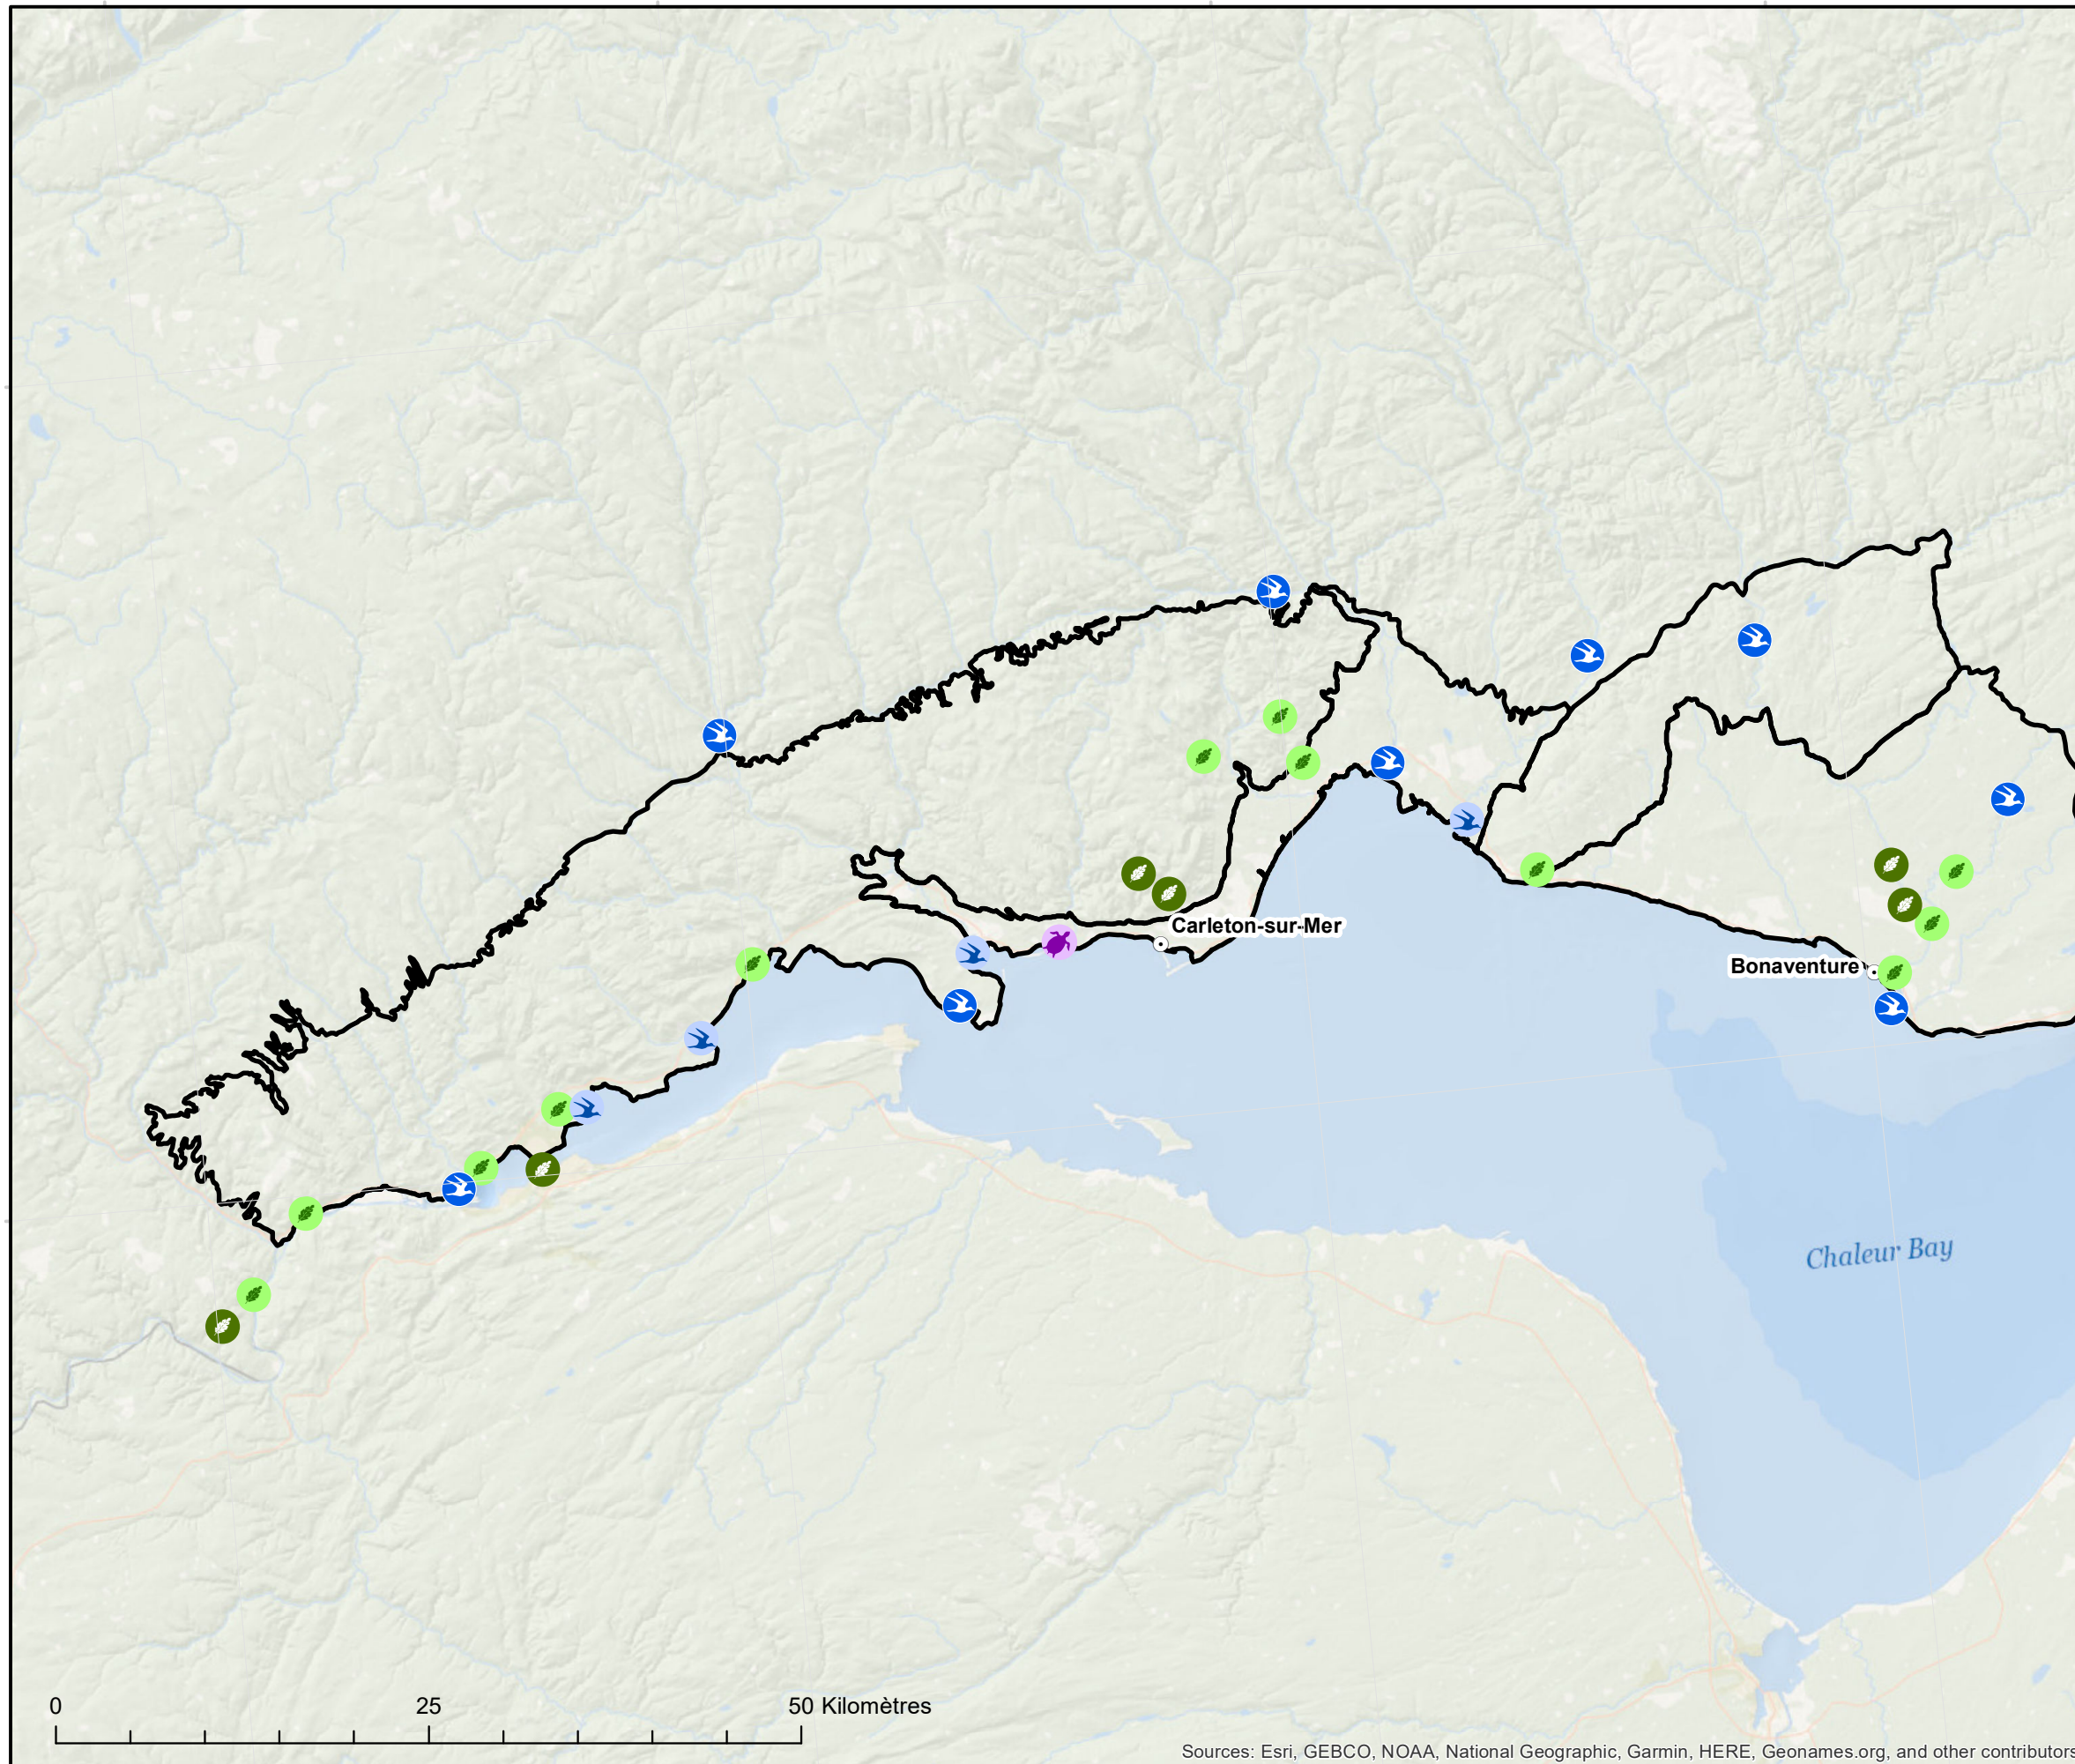 Carleton-sur-Mer
Bonaventure
Chaleur Bay
0 25 50 Kilomètres
Sources: Esri, GEBCO, NOAA, National Geographic, Garmin, HERE, Geonames.org, and other contributors